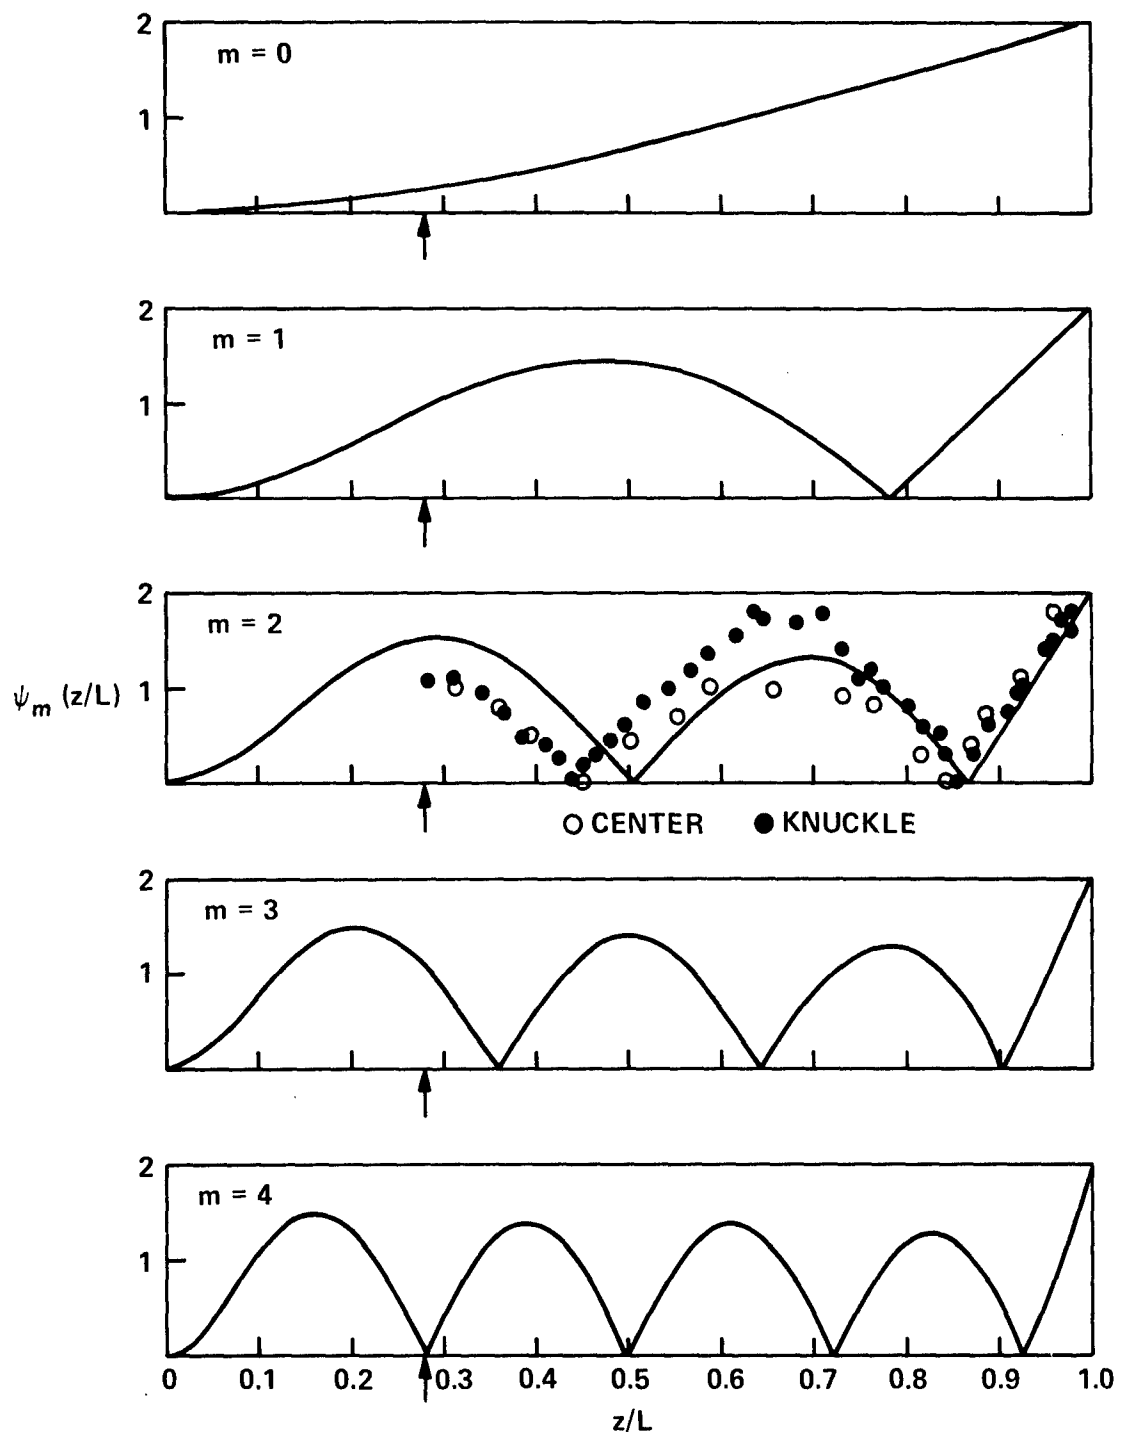 2
m = 0
1
2
m = 1
1
2
m = 2
ψm (z/L)
1
CENTER KNUCKLE
2
m = 3
1
2
m = 4
1
0 0.1 0.2 0.3 0.4 0.5 0.6 0.7 0.8 0.9 1.0
z/L